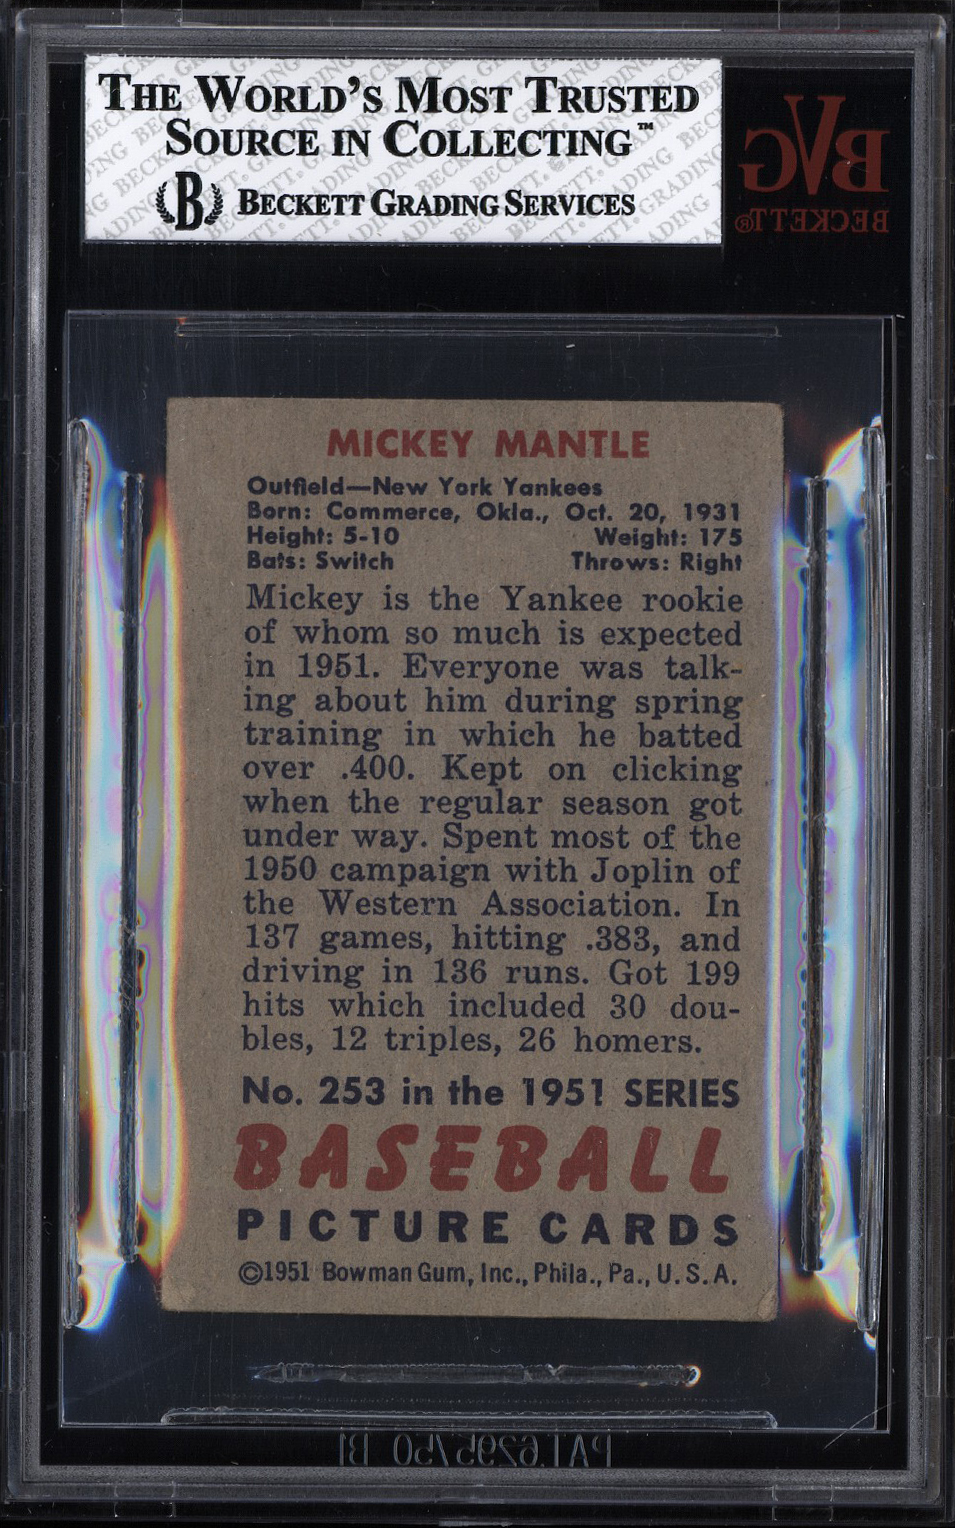 THE WORLD'S MOST TRUSTED
SOURCE IN COLLECTING™
B BECKETT GRADING SERVICES
BVG
BECKETT®
MICKEY MANTLE
Outfield—New York Yankees
Born: Commerce, Okla., Oct. 20, 1931
Height: 5-10 Weight: 175
Bats: Switch Throws: Right
Mickey is the Yankee rookie
of whom so much is expected
in 1951. Everyone was talk-
ing about him during spring
training in which he batted
over .400. Kept on clicking
when the regular season got
under way. Spent most of the
1950 campaign with Joplin of
the Western Association. In
137 games, hitting .383, and
driving in 136 runs. Got 199
hits which included 30 dou-
bles, 12 triples, 26 homers.
No. 253 in the 1951 SERIES
BASEBALL
PICTURE CARDS
©1951 Bowman Gum, Inc., Phila., Pa., U.S.A.